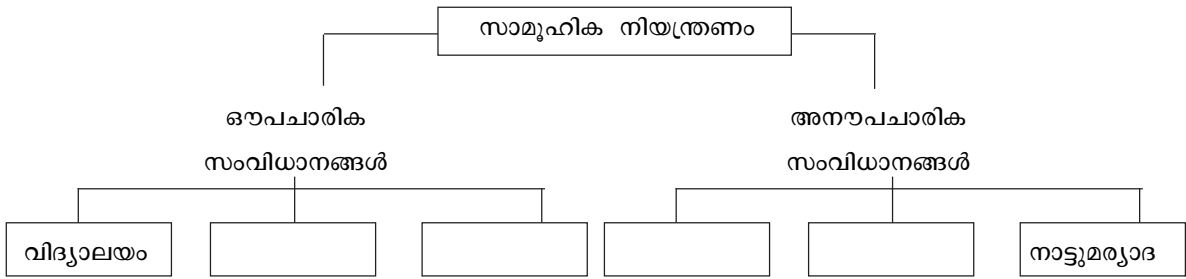 സാമൂഹിക നിയന്ത്രണം
ഔപചാരിക
സംവിധാനങ്ങൾ
അനൗപചാരിക
സംവിധാനങ്ങൾ
വിദ്യാലയം
നാട്ടുമര്യാദ